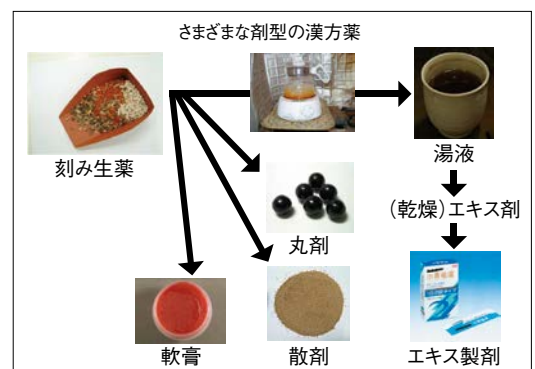 さまざまな剤型の漢方薬
刻み生薬
湯液
(乾燥)エキス剤
丸剤
軟膏
散剤
エキス製剤